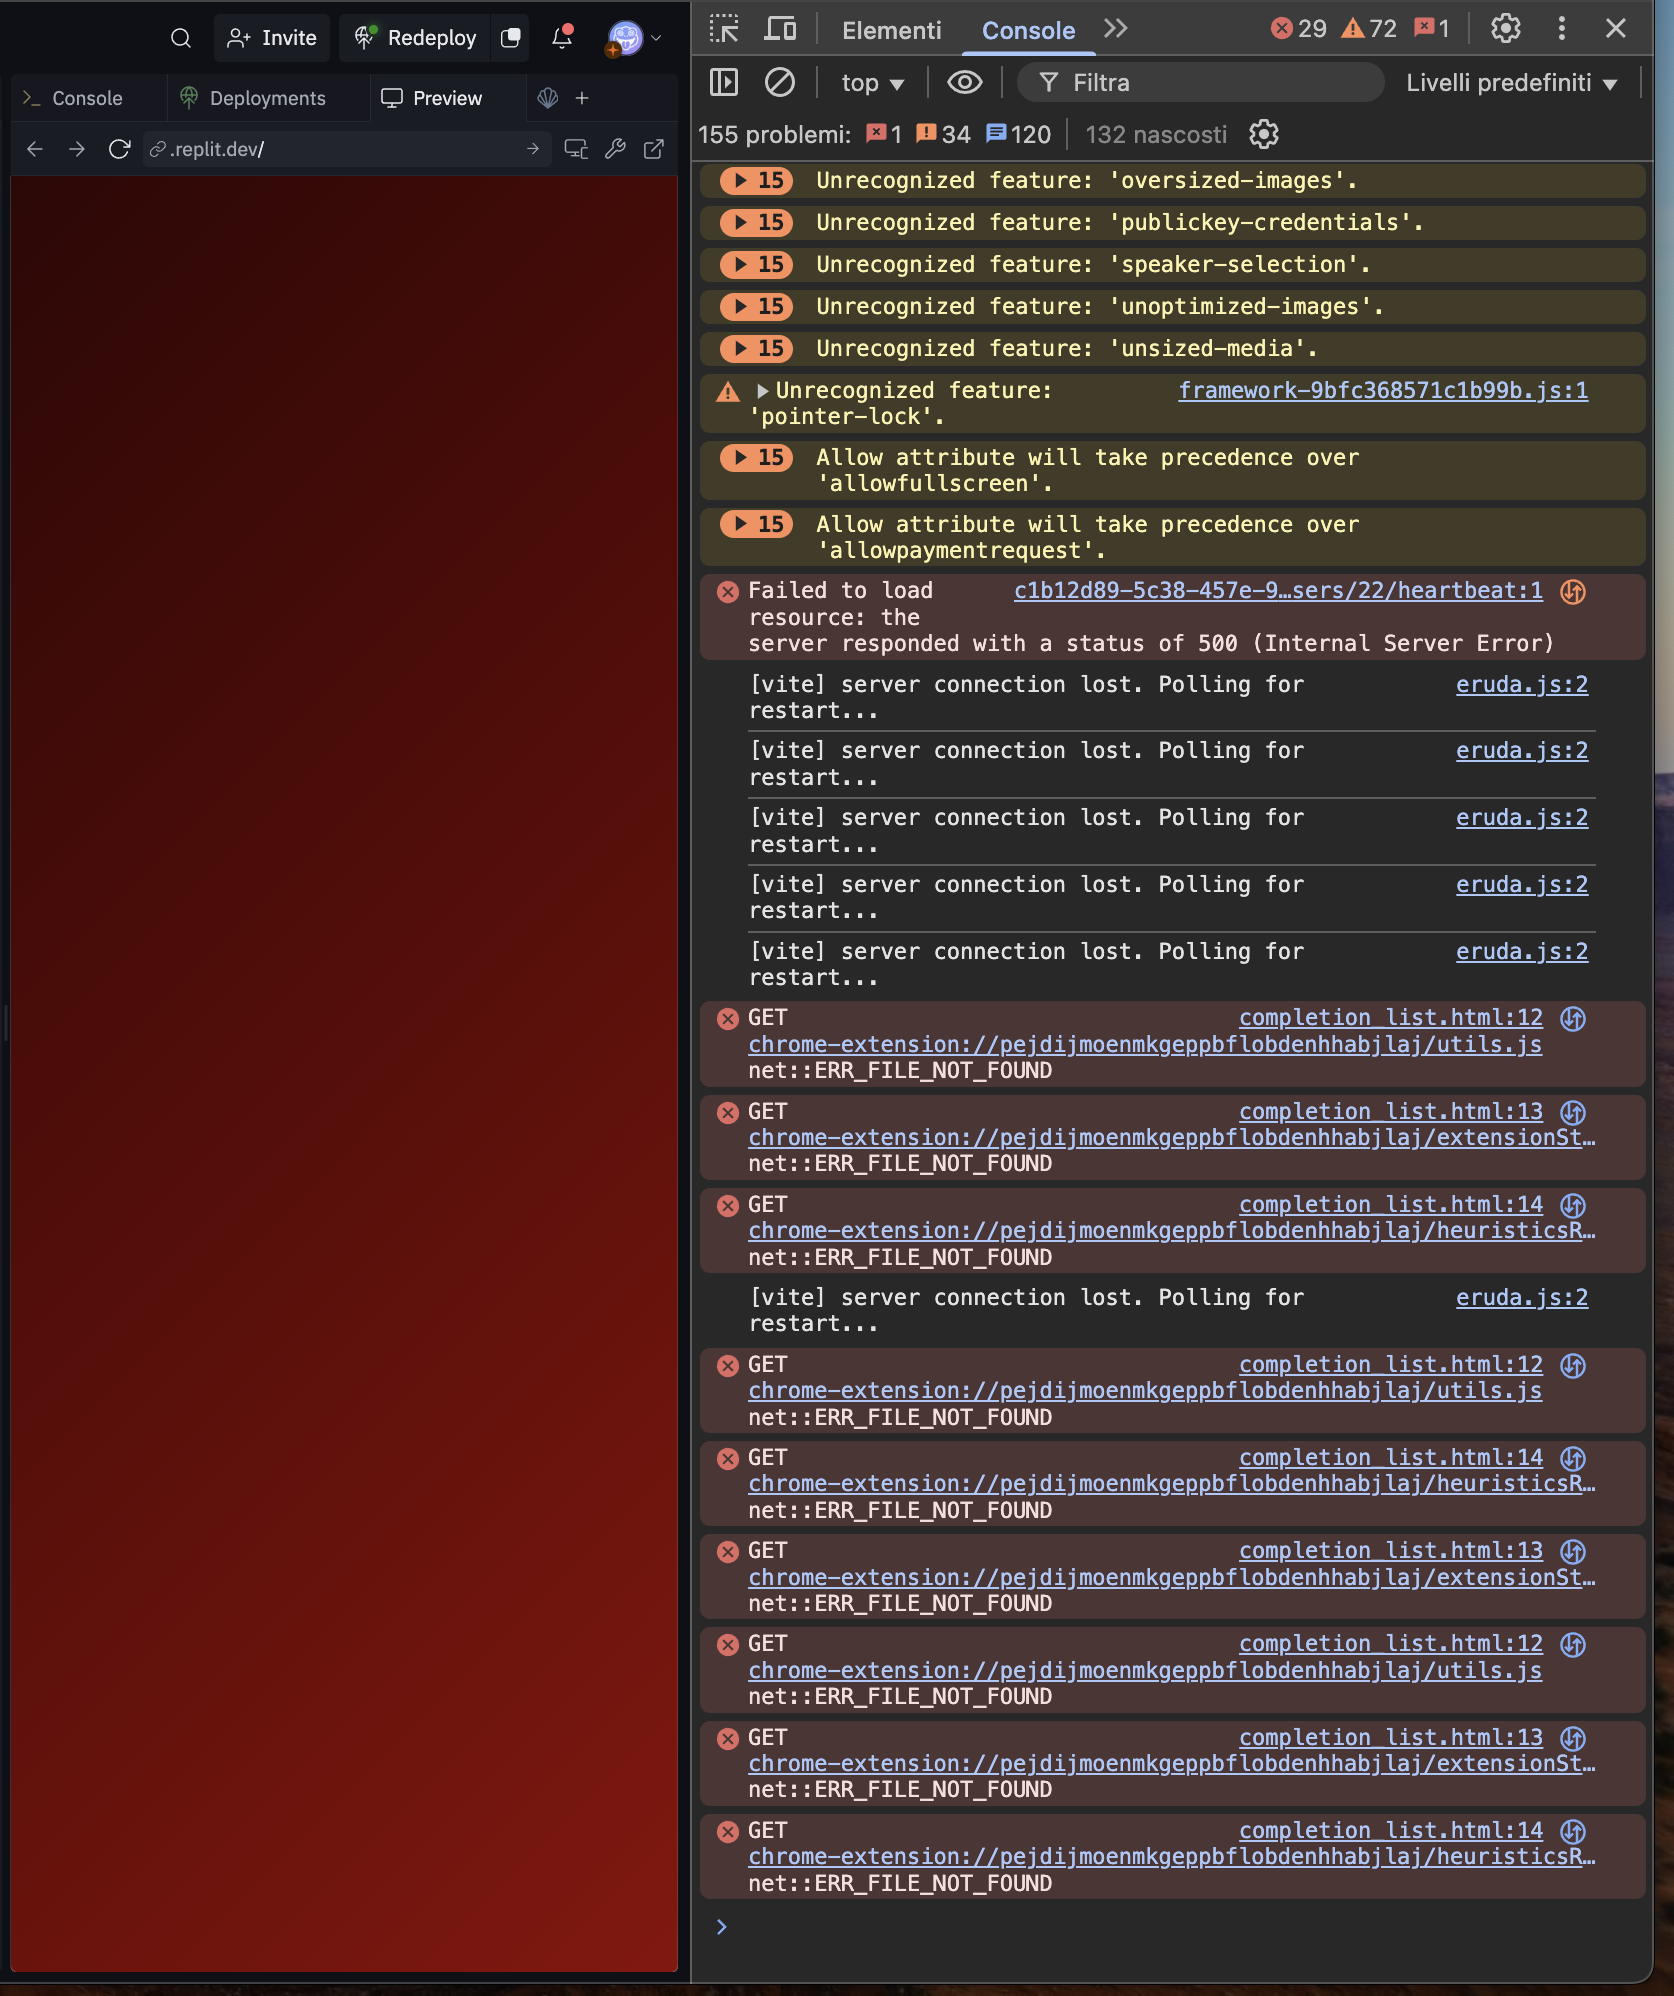 Invite
Redeploy
Elementi
Console
29
72
1
Console
Deployments
Preview
.replit.dev/
top
Filtra
Livelli predefiniti
155 problemi: 1 34 120 132 nascosti
15 Unrecognized feature: 'oversized-images'.
15 Unrecognized feature: 'publickey-credentials'.
15 Unrecognized feature: 'speaker-selection'.
15 Unrecognized feature: 'unoptimized-images'.
15 Unrecognized feature: 'unsized-media'.
Unrecognized feature: framework-9bfc368571c1b99b.js:1
'pointer-lock'.
15 Allow attribute will take precedence over
'allowfullscreen'.
15 Allow attribute will take precedence over
'allowpaymentrequest'.
Failed to load c1b12d89-5c38-457e-9…sers/22/heartbeat:1
resource: the
server responded with a status of 500 (Internal Server Error)
[vite] server connection lost. Polling for eruda.js:2
restart...
[vite] server connection lost. Polling for eruda.js:2
restart...
[vite] server connection lost. Polling for eruda.js:2
restart...
[vite] server connection lost. Polling for eruda.js:2
restart...
[vite] server connection lost. Polling for eruda.js:2
restart...
GET completion_list.html:12
chrome-extension://pejdijmoenmkgeppbflobdenhhabjlaj/utils.js
net::ERR_FILE_NOT_FOUND
GET completion_list.html:13
chrome-extension://pejdijmoenmkgeppbflobdenhhabjlaj/extensionSt…
net::ERR_FILE_NOT_FOUND
GET completion_list.html:14
chrome-extension://pejdijmoenmkgeppbflobdenhhabjlaj/heuristicsR…
net::ERR_FILE_NOT_FOUND
[vite] server connection lost. Polling for eruda.js:2
restart...
GET completion_list.html:12
chrome-extension://pejdijmoenmkgeppbflobdenhhabjlaj/utils.js
net::ERR_FILE_NOT_FOUND
GET completion_list.html:14
chrome-extension://pejdijmoenmkgeppbflobdenhhabjlaj/heuristicsR…
net::ERR_FILE_NOT_FOUND
GET completion_list.html:13
chrome-extension://pejdijmoenmkgeppbflobdenhhabjlaj/extensionSt…
net::ERR_FILE_NOT_FOUND
GET completion_list.html:12
chrome-extension://pejdijmoenmkgeppbflobdenhhabjlaj/utils.js
net::ERR_FILE_NOT_FOUND
GET completion_list.html:13
chrome-extension://pejdijmoenmkgeppbflobdenhhabjlaj/extensionSt…
net::ERR_FILE_NOT_FOUND
GET completion_list.html:14
chrome-extension://pejdijmoenmkgeppbflobdenhhabjlaj/heuristicsR…
net::ERR_FILE_NOT_FOUND